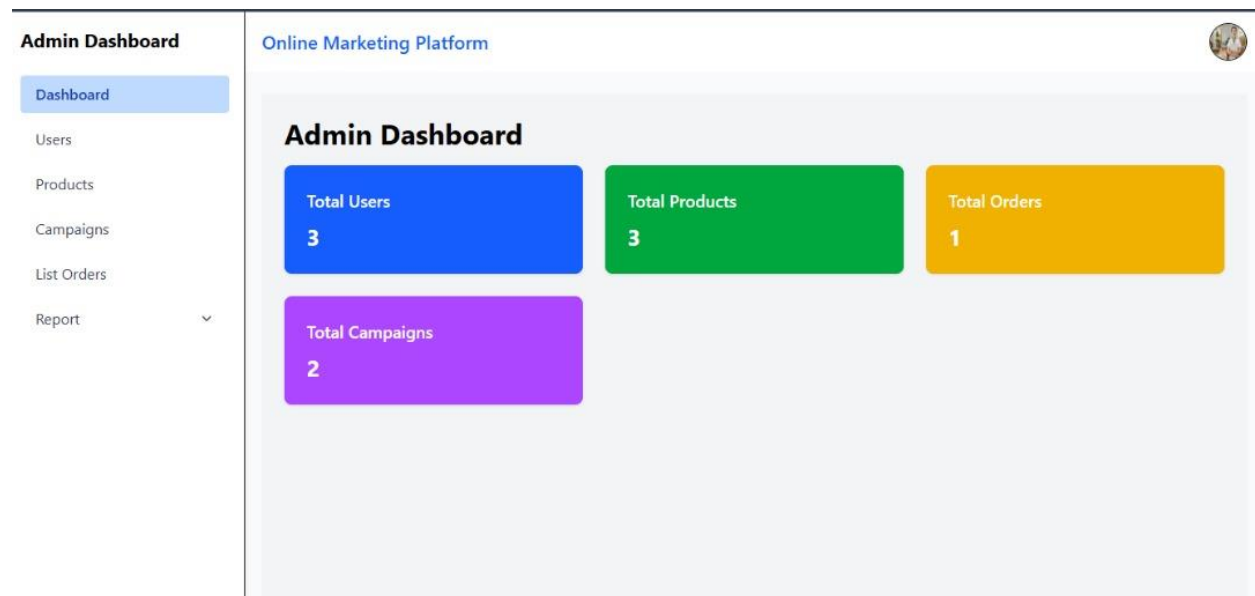 Admin Dashboard
Dashboard
Users
Products
Campaigns
List Orders
Report
Online Marketing Platform
Admin Dashboard
Total Users
3
Total Products
3
Total Orders
1
Total Campaigns
2